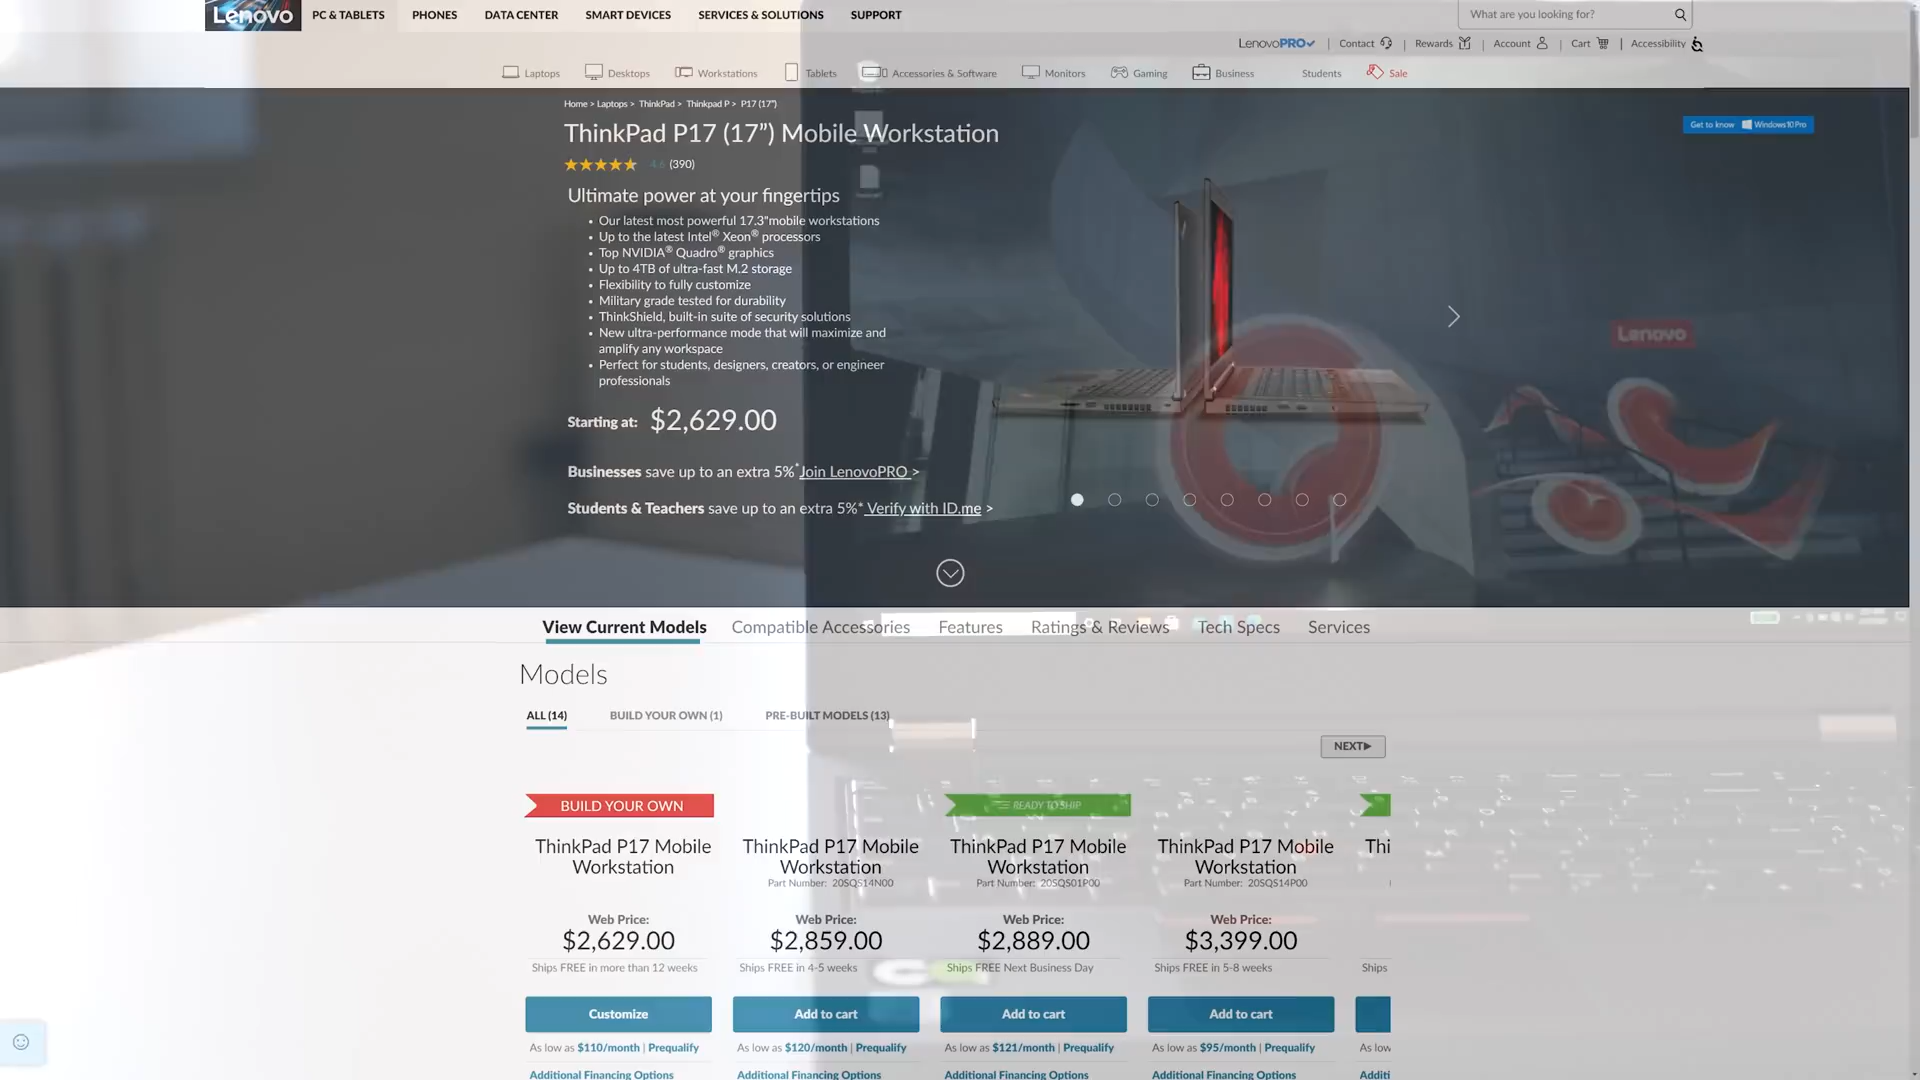 Lenovo PC & TABLETS PHONES DATA CENTER SMART DEVICES SERVICES & SOLUTIONS SUPPORT What are you looking for?
LenovoPRO | Contact | Rewards | Account | Cart | Accessibility
Laptops Desktops Workstations Tablets Accessories & Software Monitors Gaming Business Students Sale
Home > Laptops > ThinkPad > Thinkpad P > P17 (17")
Get to know Windows10 Pro
ThinkPad P17 (17”) Mobile Workstation
4.6 (390)
Ultimate power at your fingertips
• Our latest most powerful 17.3"mobile workstations
• Up to the latest Intel® Xeon® processors
• Top NVIDIA® Quadro® graphics
• Up to 4TB of ultra-fast M.2 storage
• Flexibility to fully customize
• Military grade tested for durability
• ThinkShield, built-in suite of security solutions
• New ultra-performance mode that will maximize and
amplify any workspace
• Perfect for students, designers, creators, or engineer
professionals
Lenovo
Starting at: $2,629.00
Businesses save up to an extra 5%*Join LenovoPRO >
Students & Teachers save up to an extra 5%* Verify with ID.me >
View Current Models Compatible Accessories Features Ratings & Reviews Tech Specs Services
Models
ALL (14) BUILD YOUR OWN (1) PRE-BUILT MODELS (13)
NEXT▶
BUILD YOUR OWN READY TO SHIP
ThinkPad P17 Mobile ThinkPad P17 Mobile ThinkPad P17 Mobile ThinkPad P17 Mobile Thi
Workstation Workstation Workstation Workstation
Part Number: 20SQS14N00 Part Number: 20SQS01P00 Part Number: 20SQS14P00
Web Price: Web Price: Web Price: Web Price:
$2,629.00 $2,859.00 $2,889.00 $3,399.00
Ships FREE in more than 12 weeks Ships FREE in 4-5 weeks Ships FREE Next Business Day Ships FREE in 5-8 weeks Ships
Customize Add to cart Add to cart Add to cart
As low as $110/month | Prequalify As low as $120/month | Prequalify As low as $121/month | Prequalify As low as $95/month | Prequalify As low
Additional Financing Options Additional Financing Options Additional Financing Options Additional Financing Options Additi